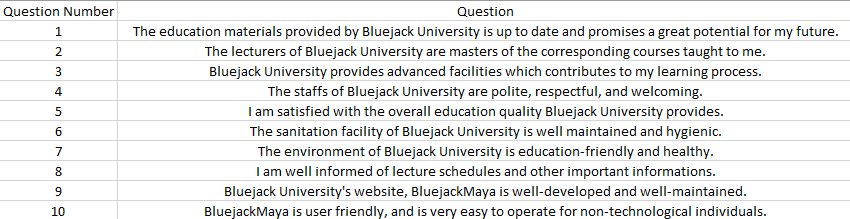 Question Number Question
1 The education materials provided by Bluejack University is up to date and promises a great potential for my future.
2 The lecturers of Bluejack University are masters of the corresponding courses taught to me.
3 Bluejack University provides advanced facilities which contributes to my learning process.
4 The staffs of Bluejack University are polite, respectful, and welcoming.
5 I am satisfied with the overall education quality Bluejack University provides.
6 The sanitation facility of Bluejack University is well maintained and hygienic.
7 The environment of Bluejack University is education-friendly and healthy.
8 I am well informed of lecture schedules and other important informations.
9 Bluejack University's website, BluejackMaya is well-developed and well-maintained.
10 BluejackMaya is user friendly, and is very easy to operate for non-technological individuals.